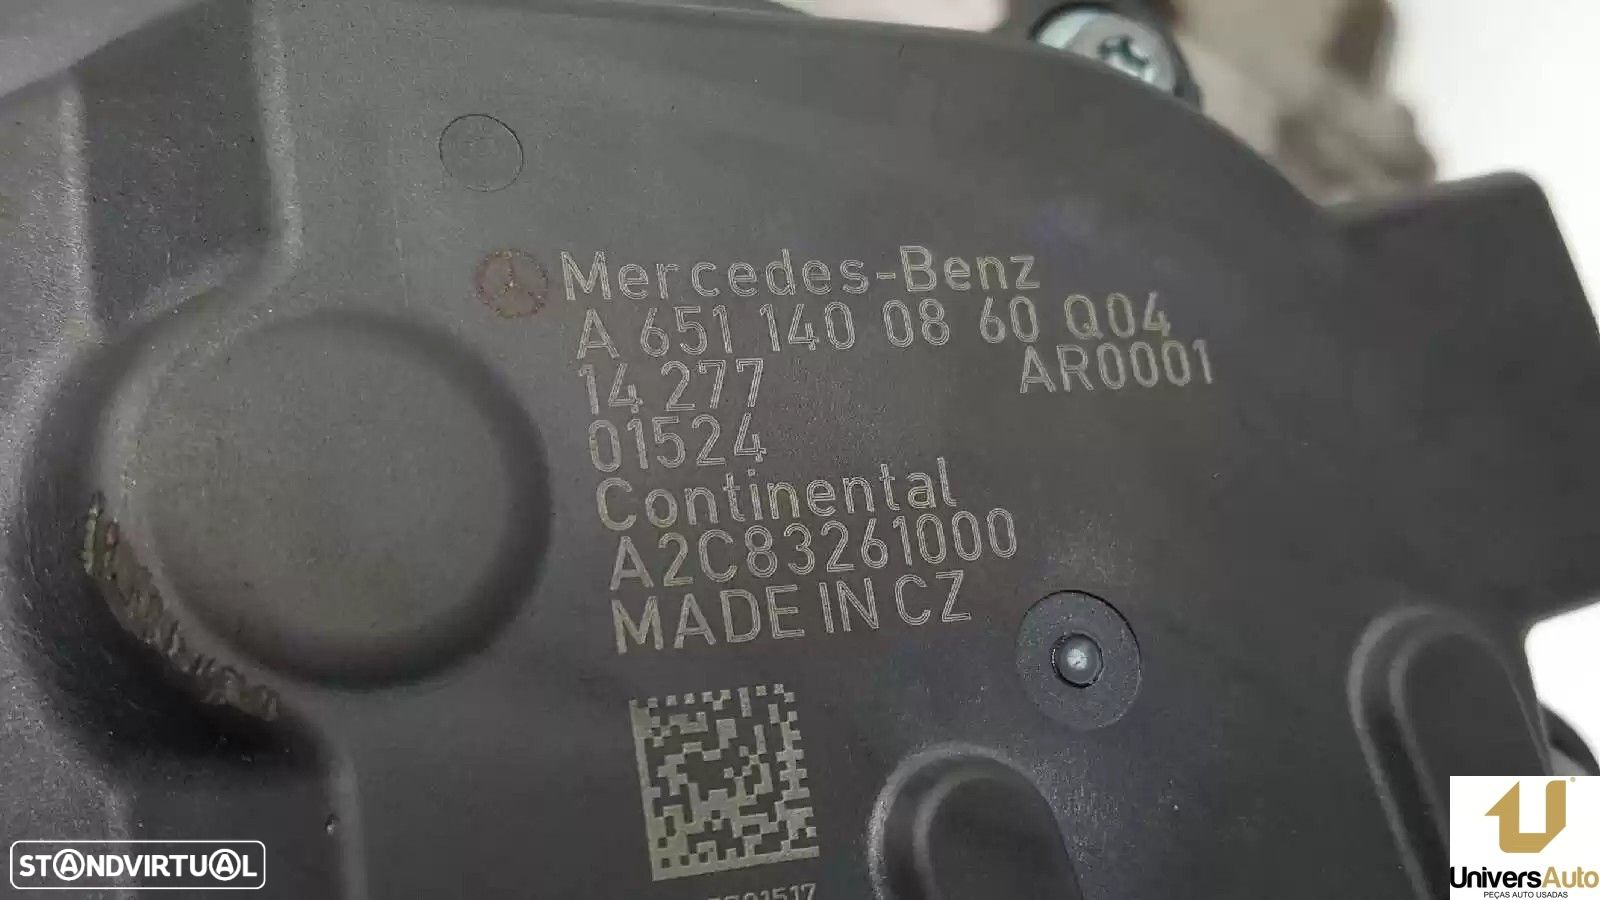 Mercedes-Benz
A 651 140 08 60 Q04
14 277 AR0001
01524
Continental
A2C83261000
MADE IN CZ
STANDVIRTUAL
UniversAuto
PEÇAS AUTO USADAS